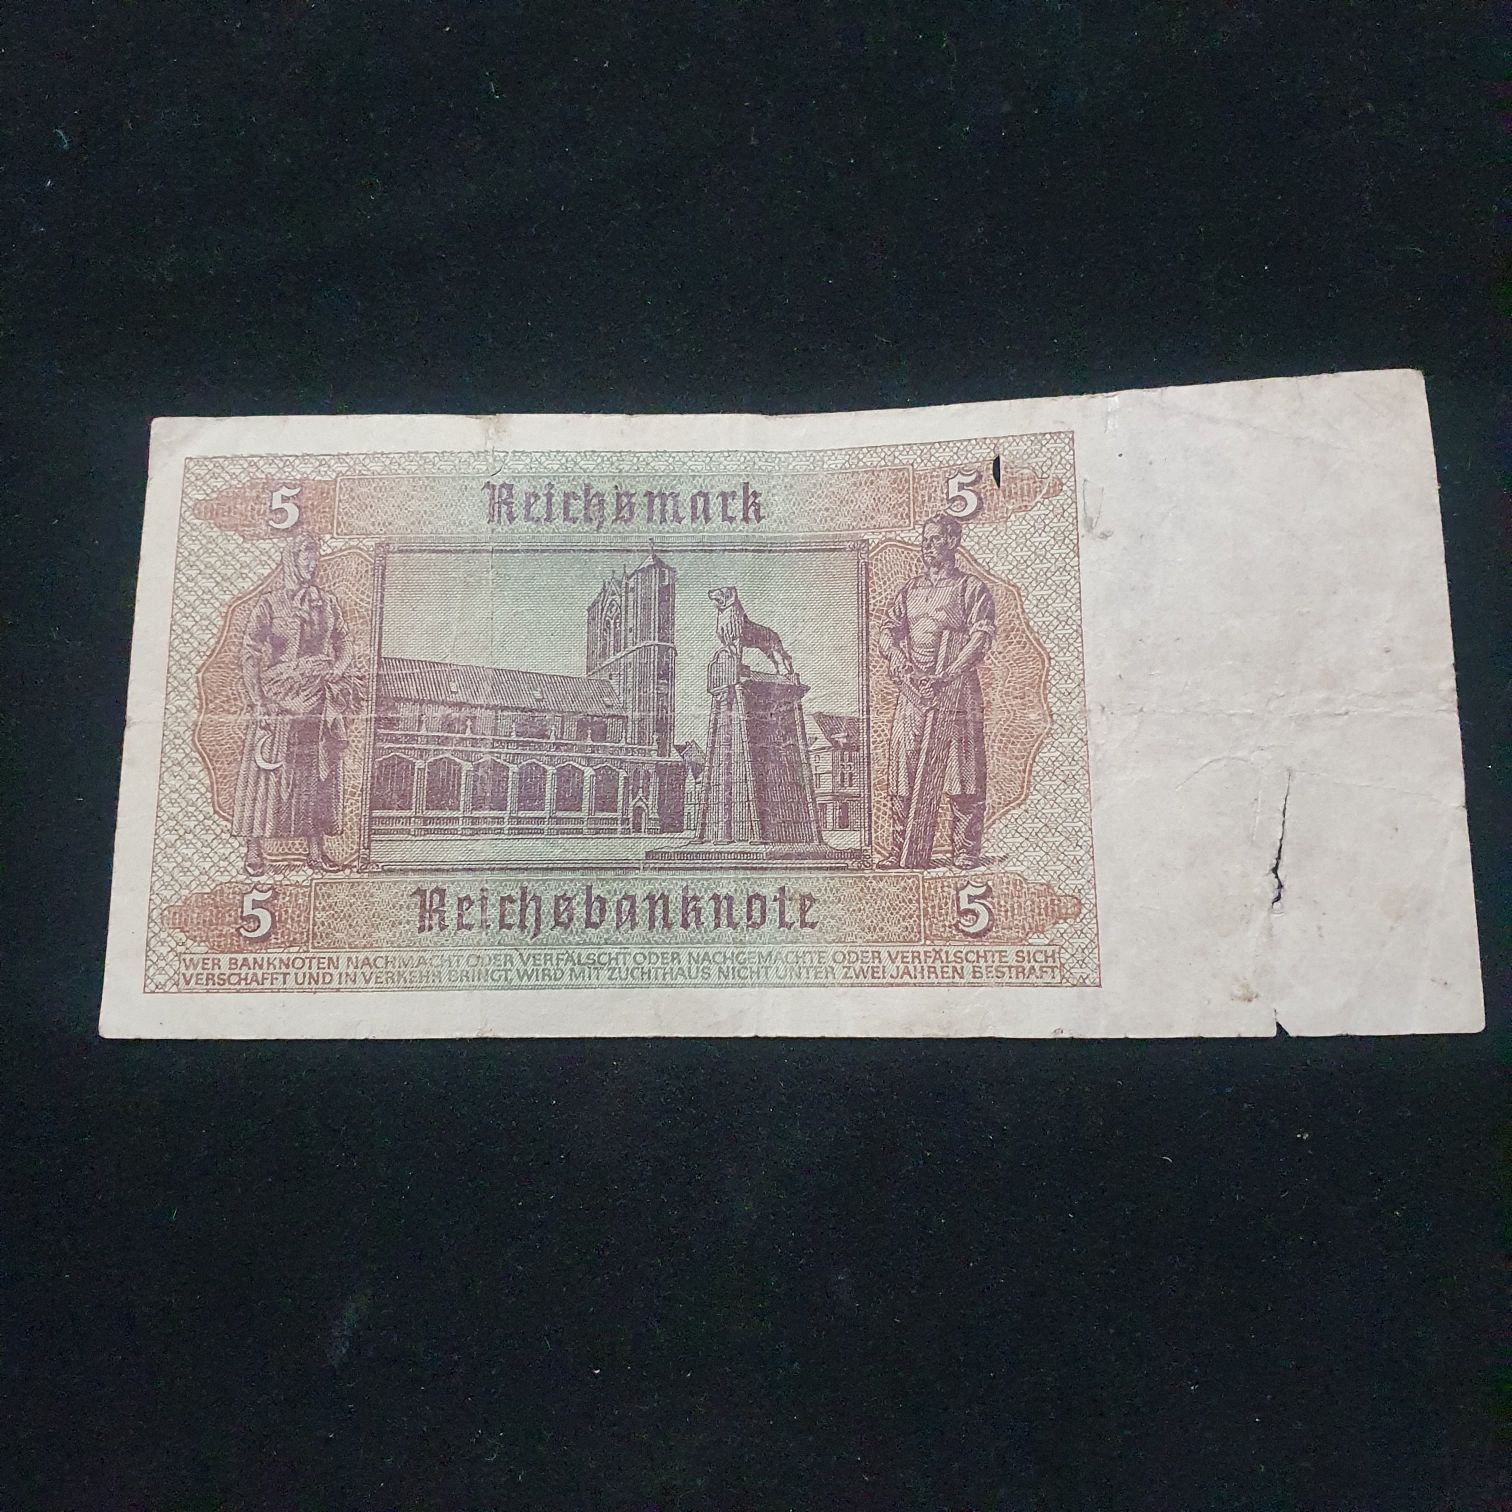 5 Reichsmark 5
5 Reichsbanknote 5
WER BANKNOTEN NACHMACHT ODER VERFÄLSCHT ODER NACHGEMACHTE ODER VERFÄLSCHTE SICH
VERSCHAFFT UND IN VERKEHR BRINGT, WIRD MIT ZUCHTHAUS NICHT UNTER ZWEI JAHREN BESTRAFT